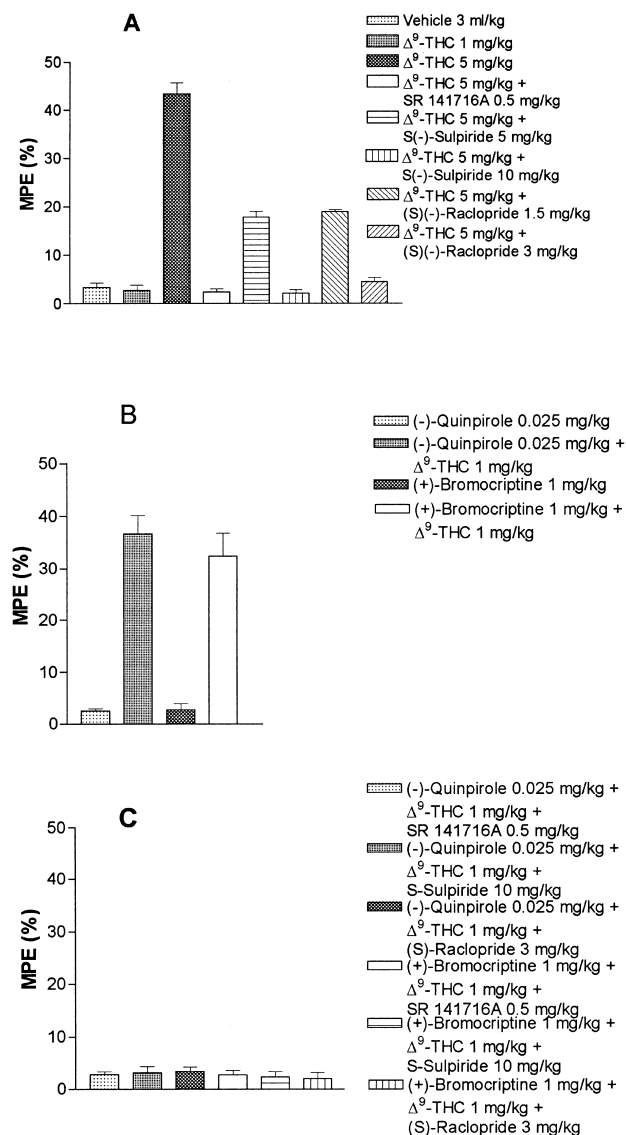 A
Vehicle 3 ml/kg
Δ⁹-THC 1 mg/kg
Δ⁹-THC 5 mg/kg
Δ⁹-THC 5 mg/kg +
SR 141716A 0.5 mg/kg
Δ⁹-THC 5 mg/kg +
S(-)-Sulpiride 5 mg/kg
Δ⁹-THC 5 mg/kg +
S(-)-Sulpiride 10 mg/kg
Δ⁹-THC 5 mg/kg +
(S)(-)-Raclopride 1.5 mg/kg
Δ⁹-THC 5 mg/kg +
(S)(-)-Raclopride 3 mg/kg
MPE (%)
50
40
30
20
10
0
B
(-)-Quinpirole 0.025 mg/kg
(-)-Quinpirole 0.025 mg/kg +
Δ⁹-THC 1 mg/kg
(+)-Bromocriptine 1 mg/kg
(+)-Bromocriptine 1 mg/kg +
Δ⁹-THC 1 mg/kg
MPE (%)
50
40
30
20
10
0
C
(-)-Quinpirole 0.025 mg/kg +
Δ⁹-THC 1 mg/kg +
SR 141716A 0.5 mg/kg
(-)-Quinpirole 0.025 mg/kg +
Δ⁹-THC 1 mg/kg +
S-Sulpiride 10 mg/kg
(-)-Quinpirole 0.025 mg/kg +
Δ⁹-THC 1 mg/kg +
(S)-Raclopride 3 mg/kg
(+)-Bromocriptine 1 mg/kg +
Δ⁹-THC 1 mg/kg +
SR 141716A 0.5 mg/kg
(+)-Bromocriptine 1 mg/kg +
Δ⁹-THC 1 mg/kg +
S-Sulpiride 10 mg/kg
(+)-Bromocriptine 1 mg/kg +
Δ⁹-THC 1 mg/kg +
(S)-Raclopride 3 mg/kg
MPE (%)
50
40
30
20
10
0